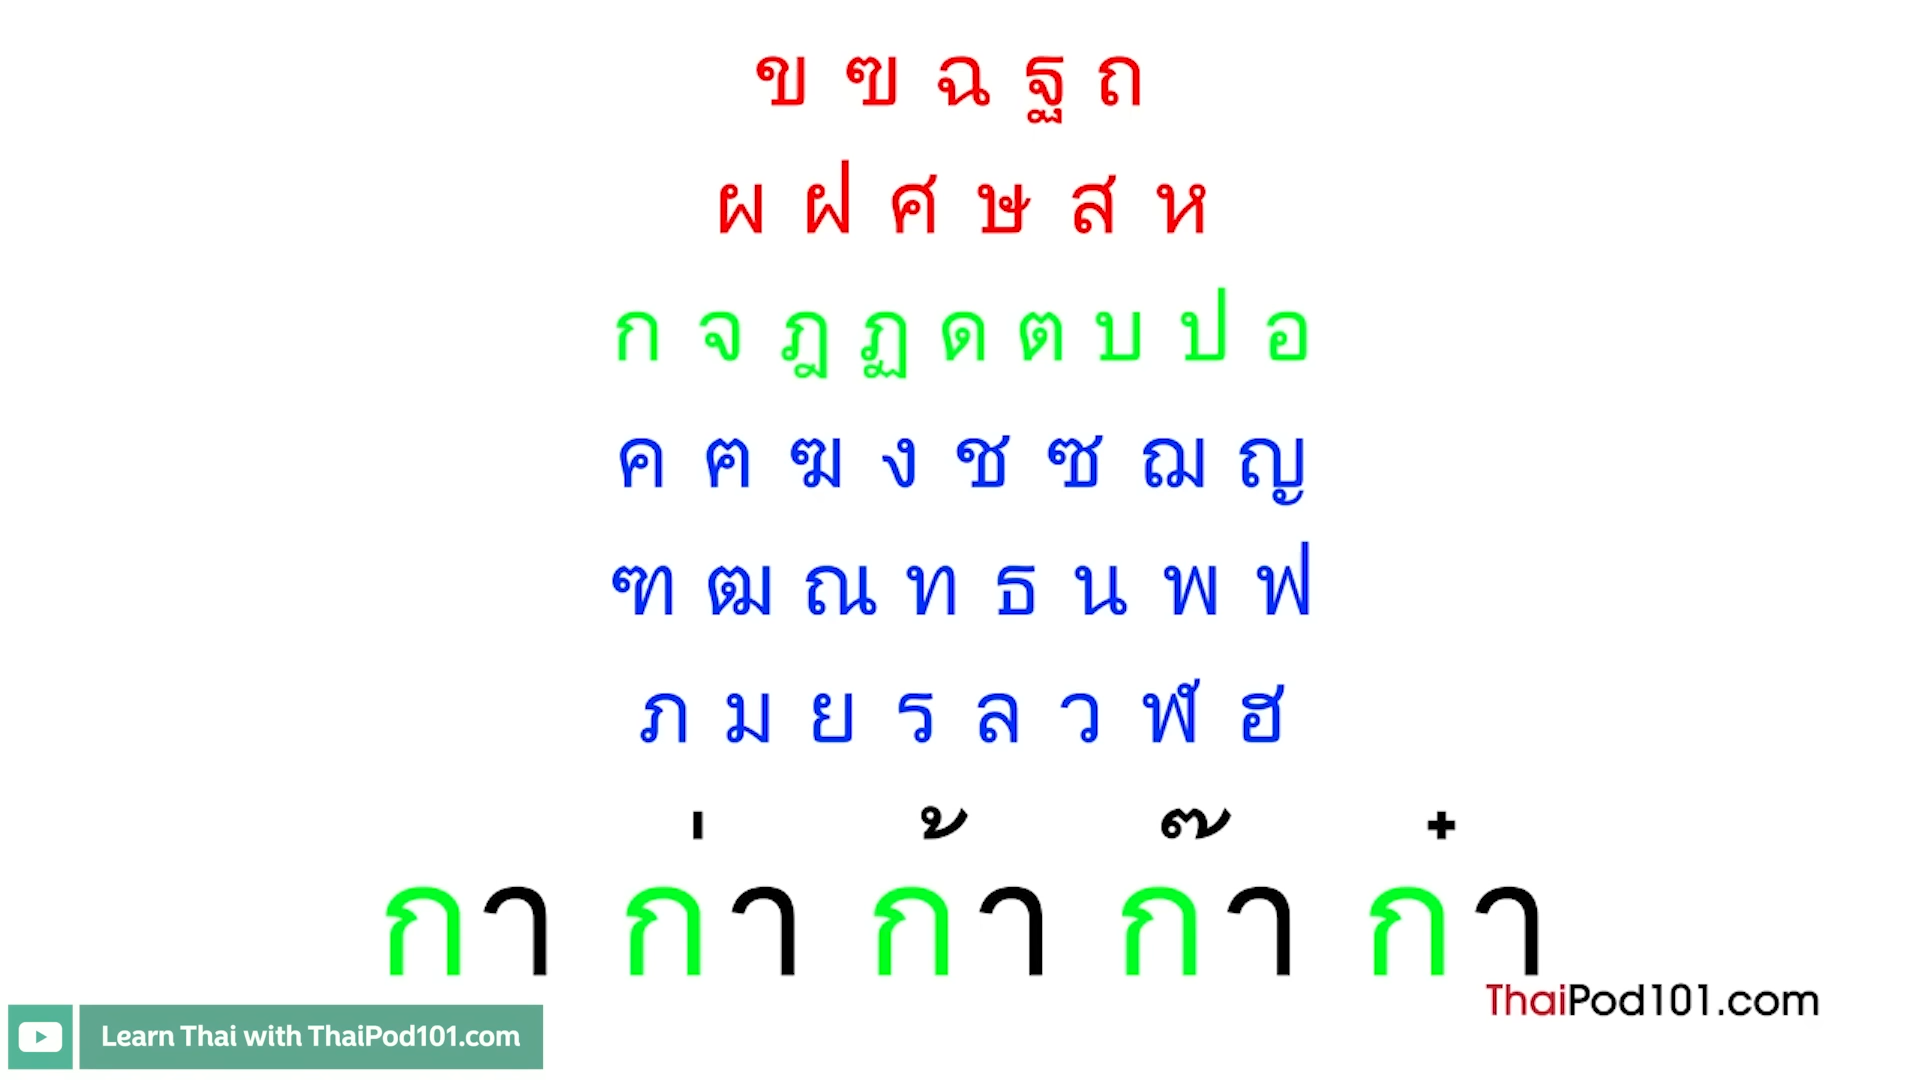 ข ฃ ฉ ฐ ถ
ผ ฝ ศ ษ ส ห
ก จ ฎ ฏ ด ต บ ป อ
ค ฅ ฆ ง ช ซ ฌ ญ
ฑ ฒ ณ ท ธ น พ ฟ
ภ ม ย ร ล ว ฬ ฮ
กา ก่า ก้า ก๊า ก๋า
ThaiPod101.com
Learn Thai with ThaiPod101.com